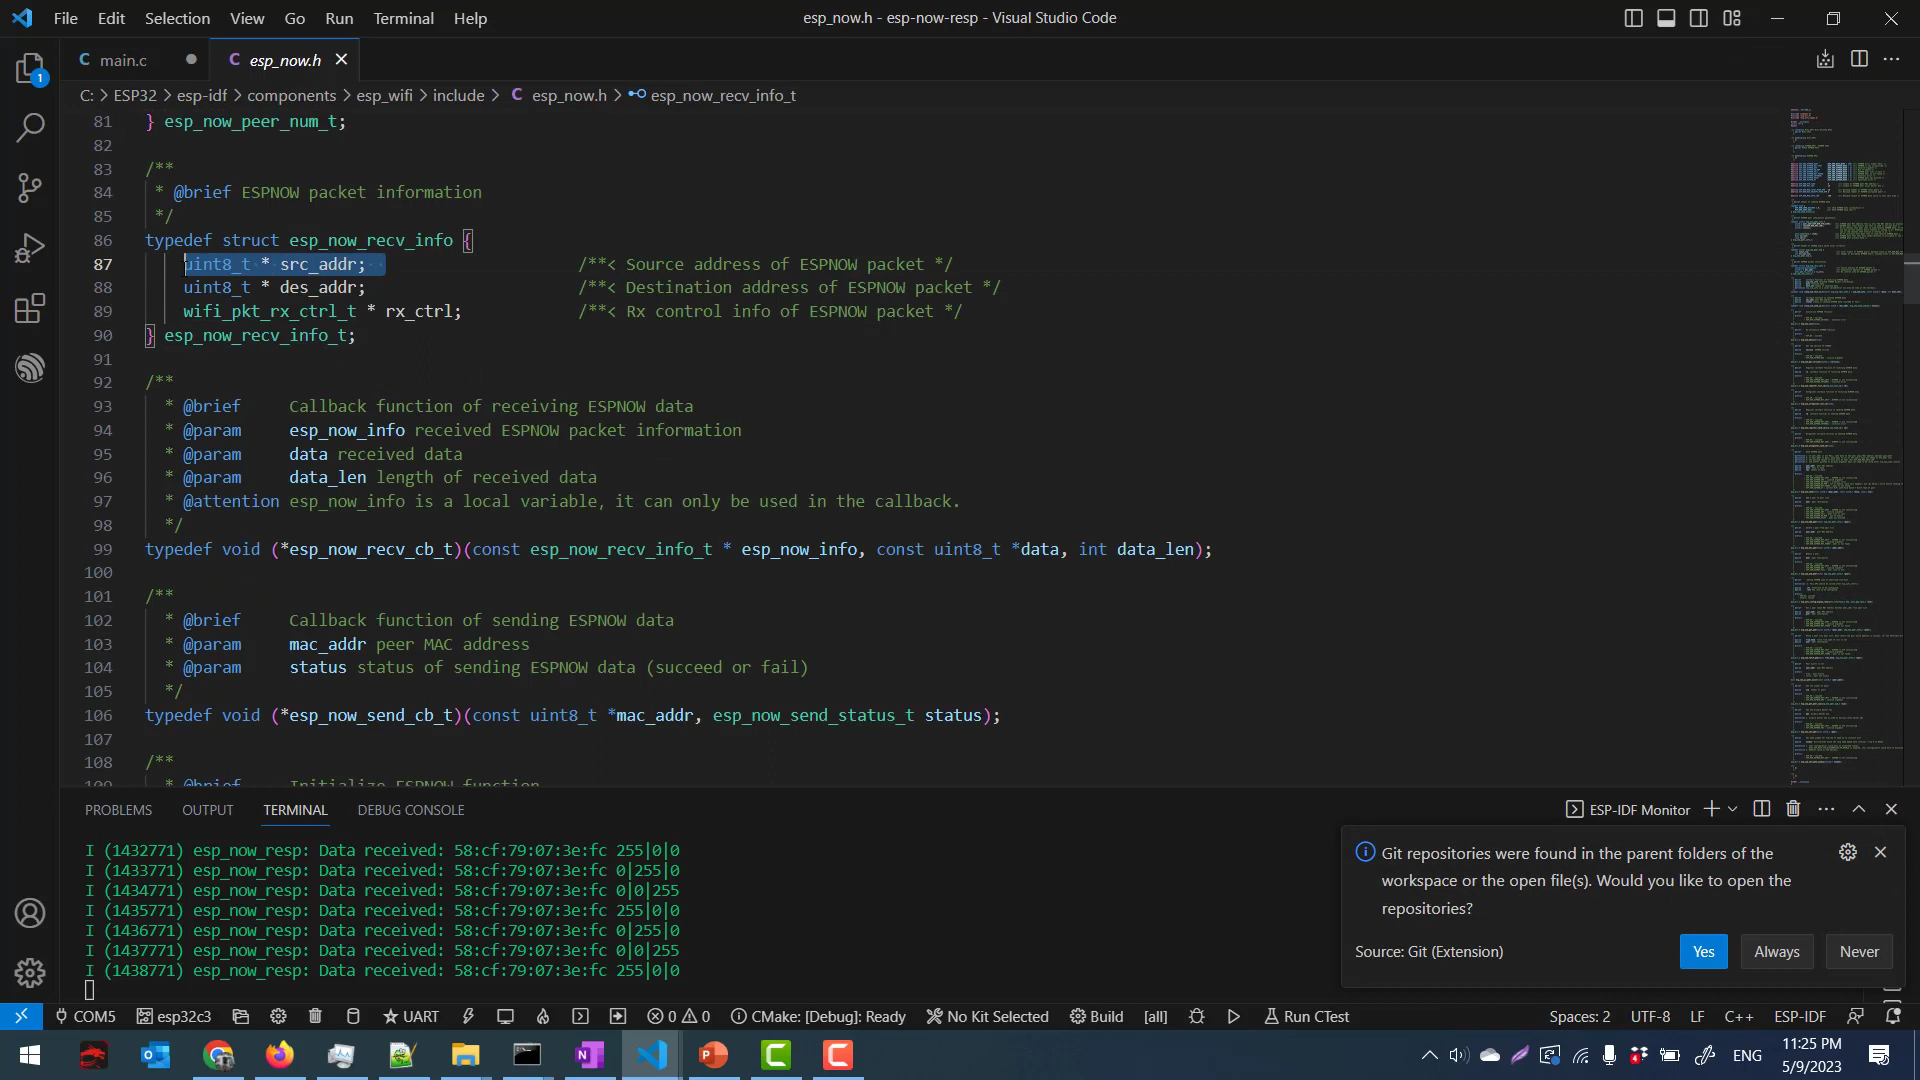 File Edit Selection View Go Run Terminal Help
esp_now.h - esp-now-resp - Visual Studio Code
C main.c
C esp_now.h
C: > ESP32 > esp-idf > components > esp_wifi > include > C esp_now.h > esp_now_recv_info_t
81 } esp_now_peer_num_t;
82
83 /**
84 * @brief ESPNOW packet information
85 */
86 typedef struct esp_now_recv_info {
87 uint8_t * src_addr; /**< Source address of ESPNOW packet */
88 uint8_t * des_addr; /**< Destination address of ESPNOW packet */
89 wifi_pkt_rx_ctrl_t * rx_ctrl; /**< Rx control info of ESPNOW packet */
90 } esp_now_recv_info_t;
91
92 /**
93 * @brief Callback function of receiving ESPNOW data
94 * @param esp_now_info received ESPNOW packet information
95 * @param data received data
96 * @param data_len length of received data
97 * @attention esp_now_info is a local variable, it can only be used in the callback.
98 */
99 typedef void (*esp_now_recv_cb_t)(const esp_now_recv_info_t * esp_now_info, const uint8_t *data, int data_len);
100
101 /**
102 * @brief Callback function of sending ESPNOW data
103 * @param mac_addr peer MAC address
104 * @param status status of sending ESPNOW data (succeed or fail)
105 */
106 typedef void (*esp_now_send_cb_t)(const uint8_t *mac_addr, esp_now_send_status_t status);
107
108 /**
109 * @brief Initialize ESPNOW function
PROBLEMS OUTPUT TERMINAL DEBUG CONSOLE
ESP-IDF Monitor
I (1432771) esp_now_resp: Data received: 58:cf:79:07:3e:fc 255|0|0
I (1433771) esp_now_resp: Data received: 58:cf:79:07:3e:fc 0|255|0
I (1434771) esp_now_resp: Data received: 58:cf:79:07:3e:fc 0|0|255
I (1435771) esp_now_resp: Data received: 58:cf:79:07:3e:fc 255|0|0
I (1436771) esp_now_resp: Data received: 58:cf:79:07:3e:fc 0|255|0
I (1437771) esp_now_resp: Data received: 58:cf:79:07:3e:fc 0|0|255
I (1438771) esp_now_resp: Data received: 58:cf:79:07:3e:fc 255|0|0
Git repositories were found in the parent folders of the
workspace or the open file(s). Would you like to open the
repositories?
Source: Git (Extension)
Yes Always Never
COM5 esp32c3 UART 0 0 CMake: [Debug]: Ready No Kit Selected Build [all] Run CTest
Spaces: 2 UTF-8 LF C++ ESP-IDF
ENG
11:25 PM
5/9/2023
1